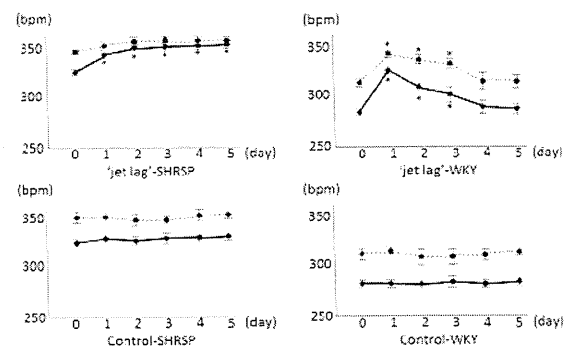 (bpm)
350
300
250
0 1 2 3 4 5 (day)
'jet lag'-SHRSP
(bpm)
350
300
250
0 1 2 3 4 5 (day)
'jet lag'-WKY
(bpm)
350
300
250
0 1 2 3 4 5 (day)
Control-SHRSP
(bpm)
350
300
250
0 1 2 3 4 5 (day)
Control-WKY